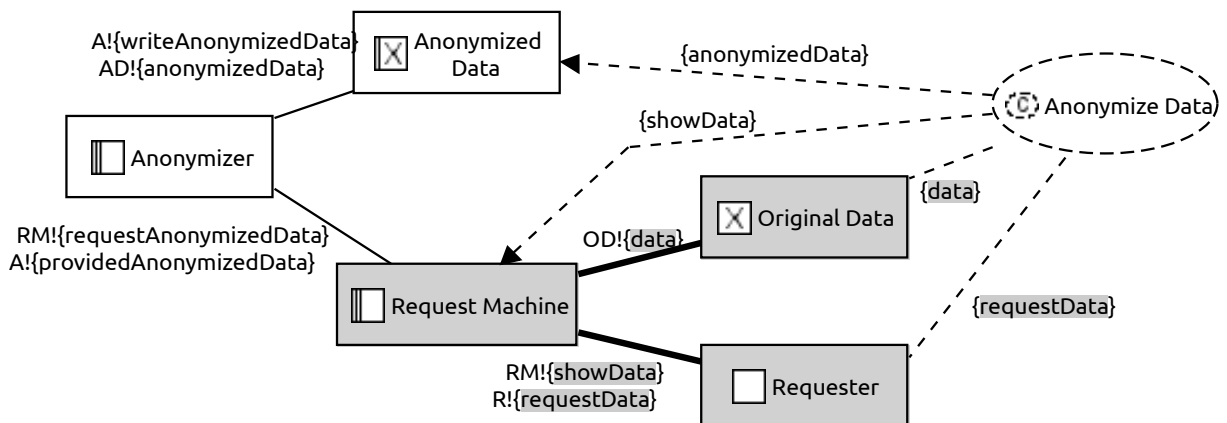 A!{writeAnonymizedData}
AD!{anonymizedData}
X
Anonymized
Data
{anonymizedData}
C
Anonymize Data
{showData}
Anonymizer
X
Original Data
{data}
RM!{requestAnonymizedData}
A!{providedAnonymizedData}
OD!{data}
Request Machine
{requestData}
RM!{showData}
R!{requestData}
Requester